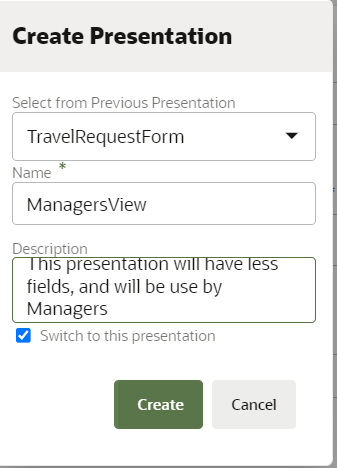 Create Presentation
Select from Previous Presentation
TravelRequestForm
Name *
ManagersView
Description
This presentation will have less
fields, and will be use by
Managers
Switch to this presentation
Create
Cancel